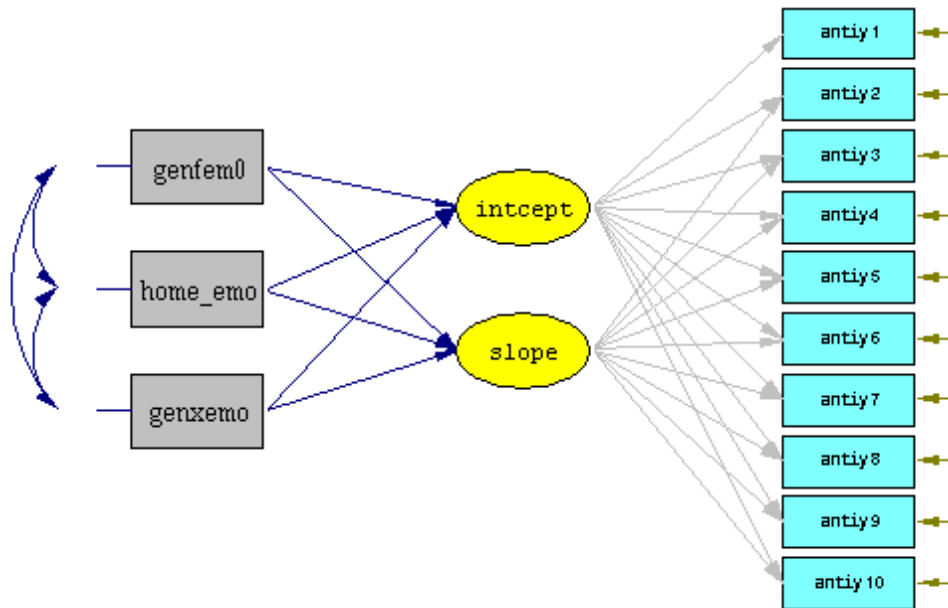 genfem0
home_emo
genxemo
intcept
slope
antiy1
antiy2
antiy3
antiy4
antiy5
antiy6
antiy7
antiy8
antiy9
antiy10